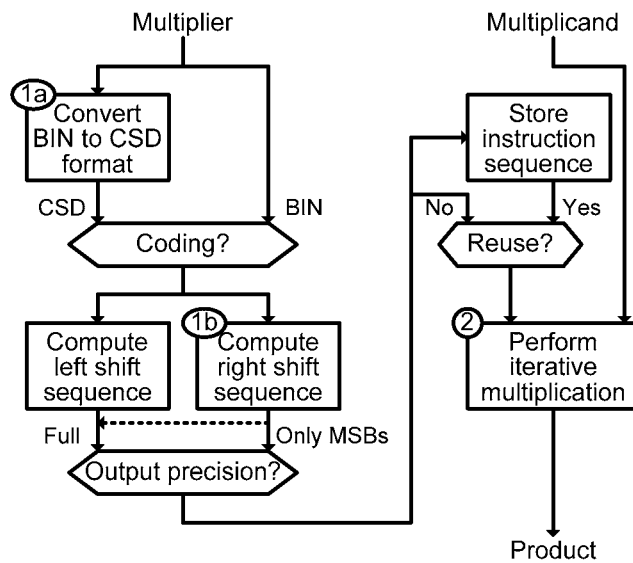 Multiplier
Multiplicand
1a
Convert
BIN to CSD
format
Store
instruction
sequence
CSD
BIN
No
Yes
Coding?
Reuse?
1b
Compute
left shift
sequence
Compute
right shift
sequence
2
Perform
iterative
multiplication
Full
Only MSBs
Output precision?
Product